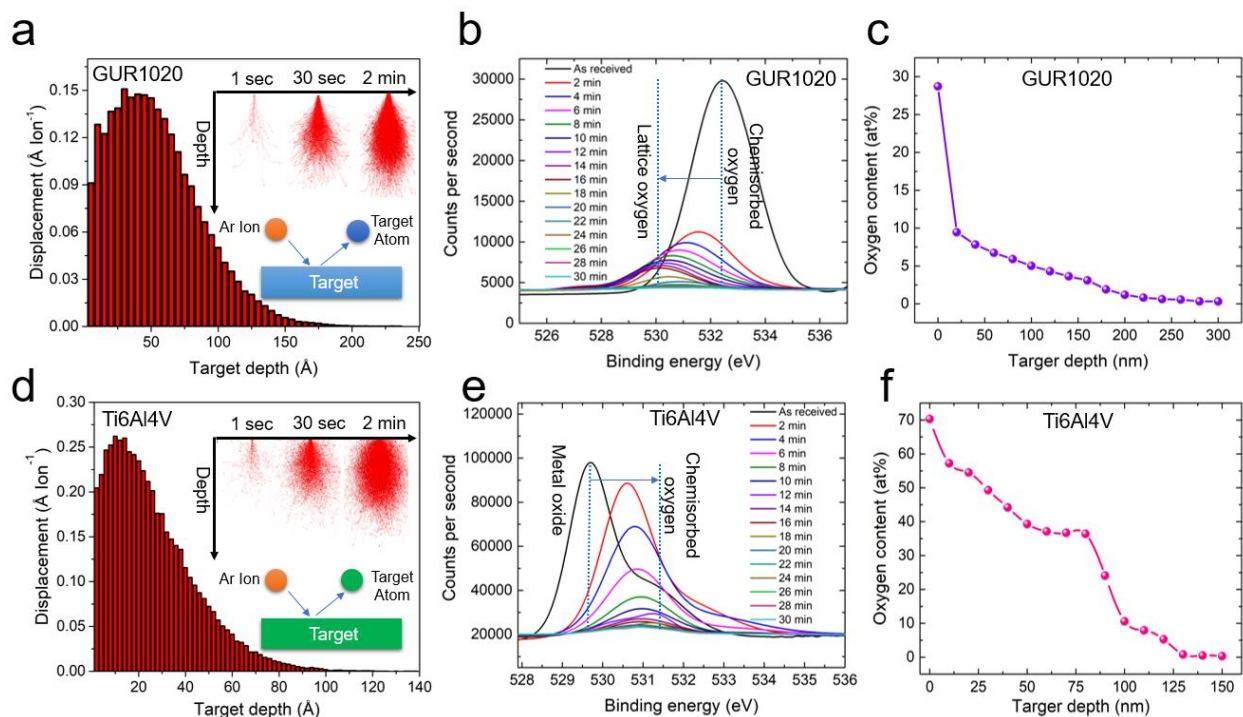 a
GUR1020
1 sec 30 sec 2 min
Depth
Ar Ion
Target
Atom
Target
Displacement (Å Ion-1)
0.15
0.12
0.09
0.06
0.03
0.00
50 100 150 200 250
Target depth (Å)
b
GUR1020
As received
2 min
4 min
6 min
8 min
10 min
12 min
14 min
16 min
18 min
20 min
22 min
24 min
26 min
28 min
30 min
Lattice oxygen
Chemisorbed
oxygen
Counts per second
30000
25000
20000
15000
10000
5000
0
526 528 530 532 534 536
Binding energy (eV)
c
GUR1020
Oxygen content (at%)
30
25
20
15
10
5
0
0 50 100 150 200 250 300
Targer depth (nm)
d
Ti6Al4V
1 sec 30 sec 2 min
Depth
Ar Ion
Target
Atom
Target
Displacement (Å Ion-1)
0.30
0.25
0.20
0.15
0.10
0.05
0.00
20 40 60 80 100 120 140
Target depth (Å)
e
Ti6Al4V
As received
2 min
4 min
6 min
8 min
10 min
12 min
14 min
16 min
18 min
20 min
22 min
24 min
26 min
28 min
30 min
Metal oxide
Chemisorbed
oxygen
Counts per second
120000
100000
80000
60000
40000
20000
528 529 530 531 532 533 534 535 536
Binding energy (eV)
f
Ti6Al4V
Oxygen content (at%)
70
60
50
40
30
20
10
0
0 25 50 75 100 125 150
Targer depth (nm)